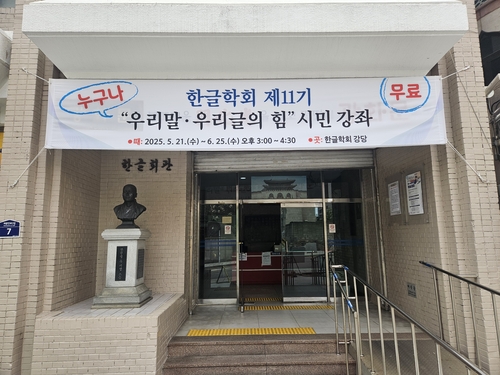 누구나
한글학회 제11기
무료
“우리말·우리글의 힘” 시민 강좌
●때: 2025. 5. 21.(수) ~ 6. 25.(수) 오후 3:00 ~ 4:30 ●곳: 한글학회 강당
한글회관
7